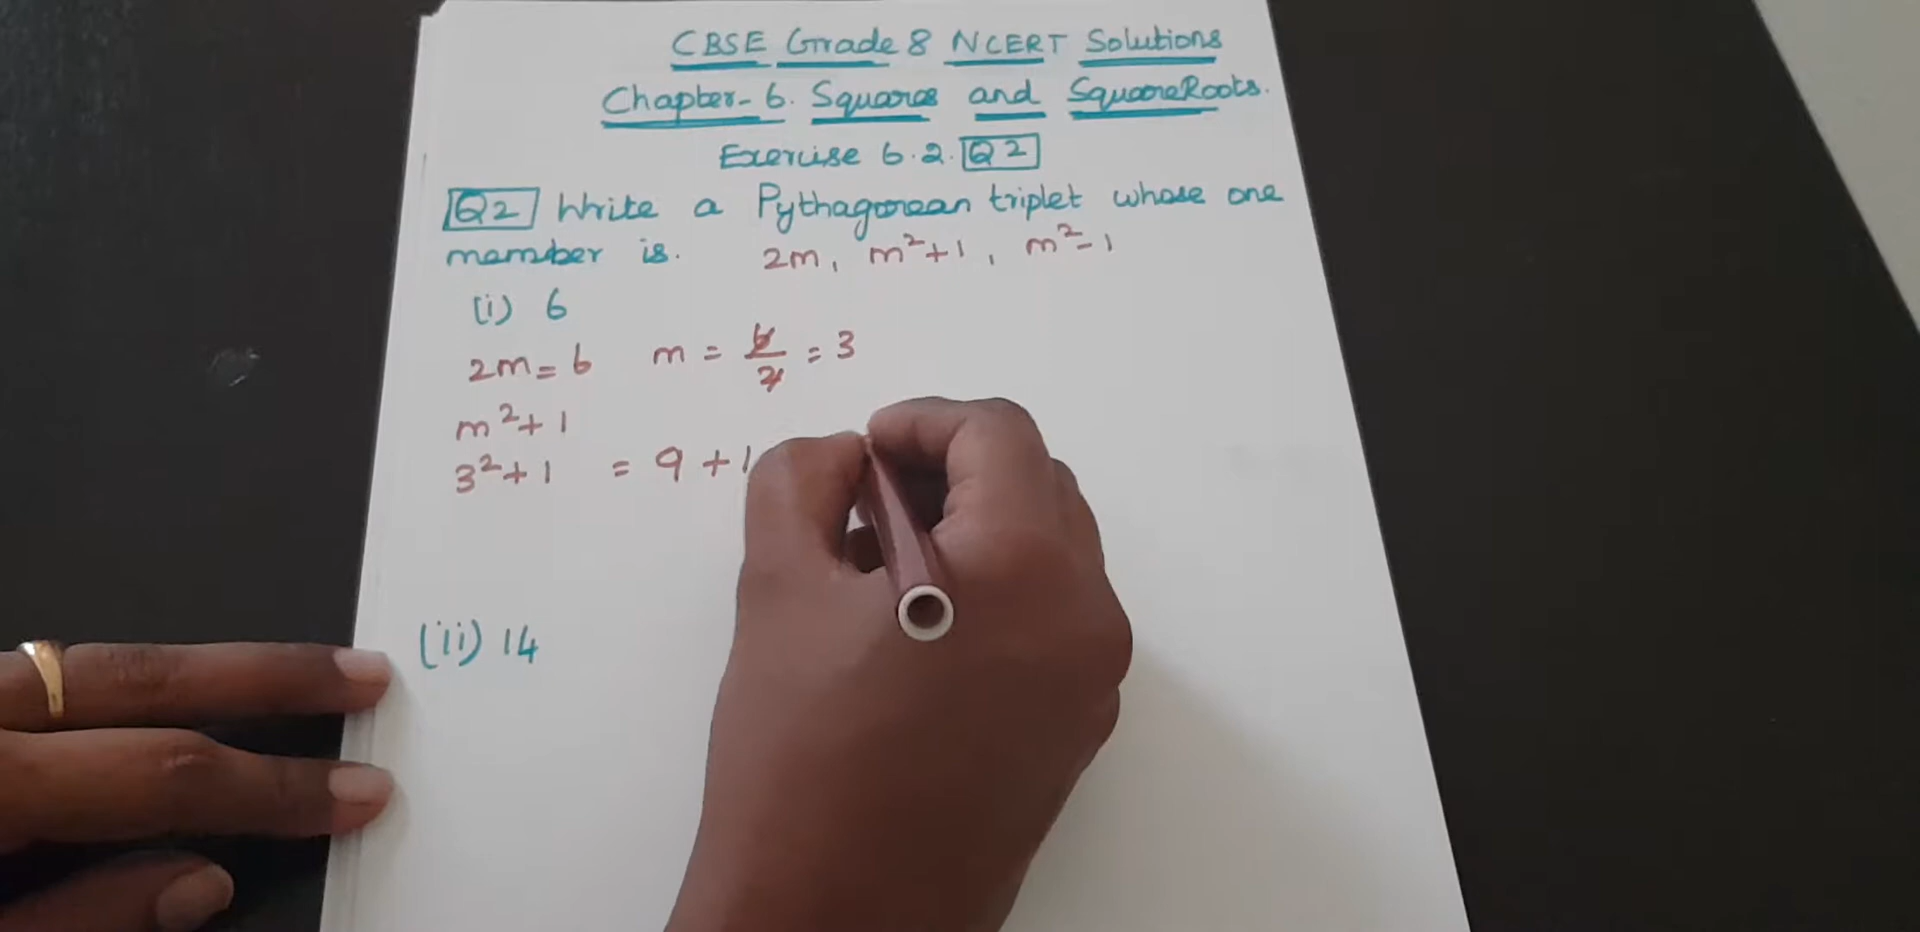 CBSE Grade 8 NCERT Solutions
Chapter-6. Squares and SquareRoots.
Exercise 6.2. Q2
Q2 Write a Pythagorean triplet whose one
member is. 2m, m²+1, m²-1
(i) 6
2m = 6 m = 6/2 = 3
m²+1
3²+1 = 9+1
(ii) 14